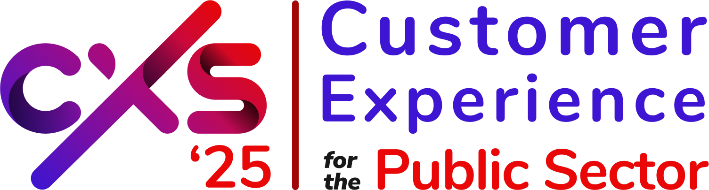 CXS
'25
Customer
Experience
for the Public Sector